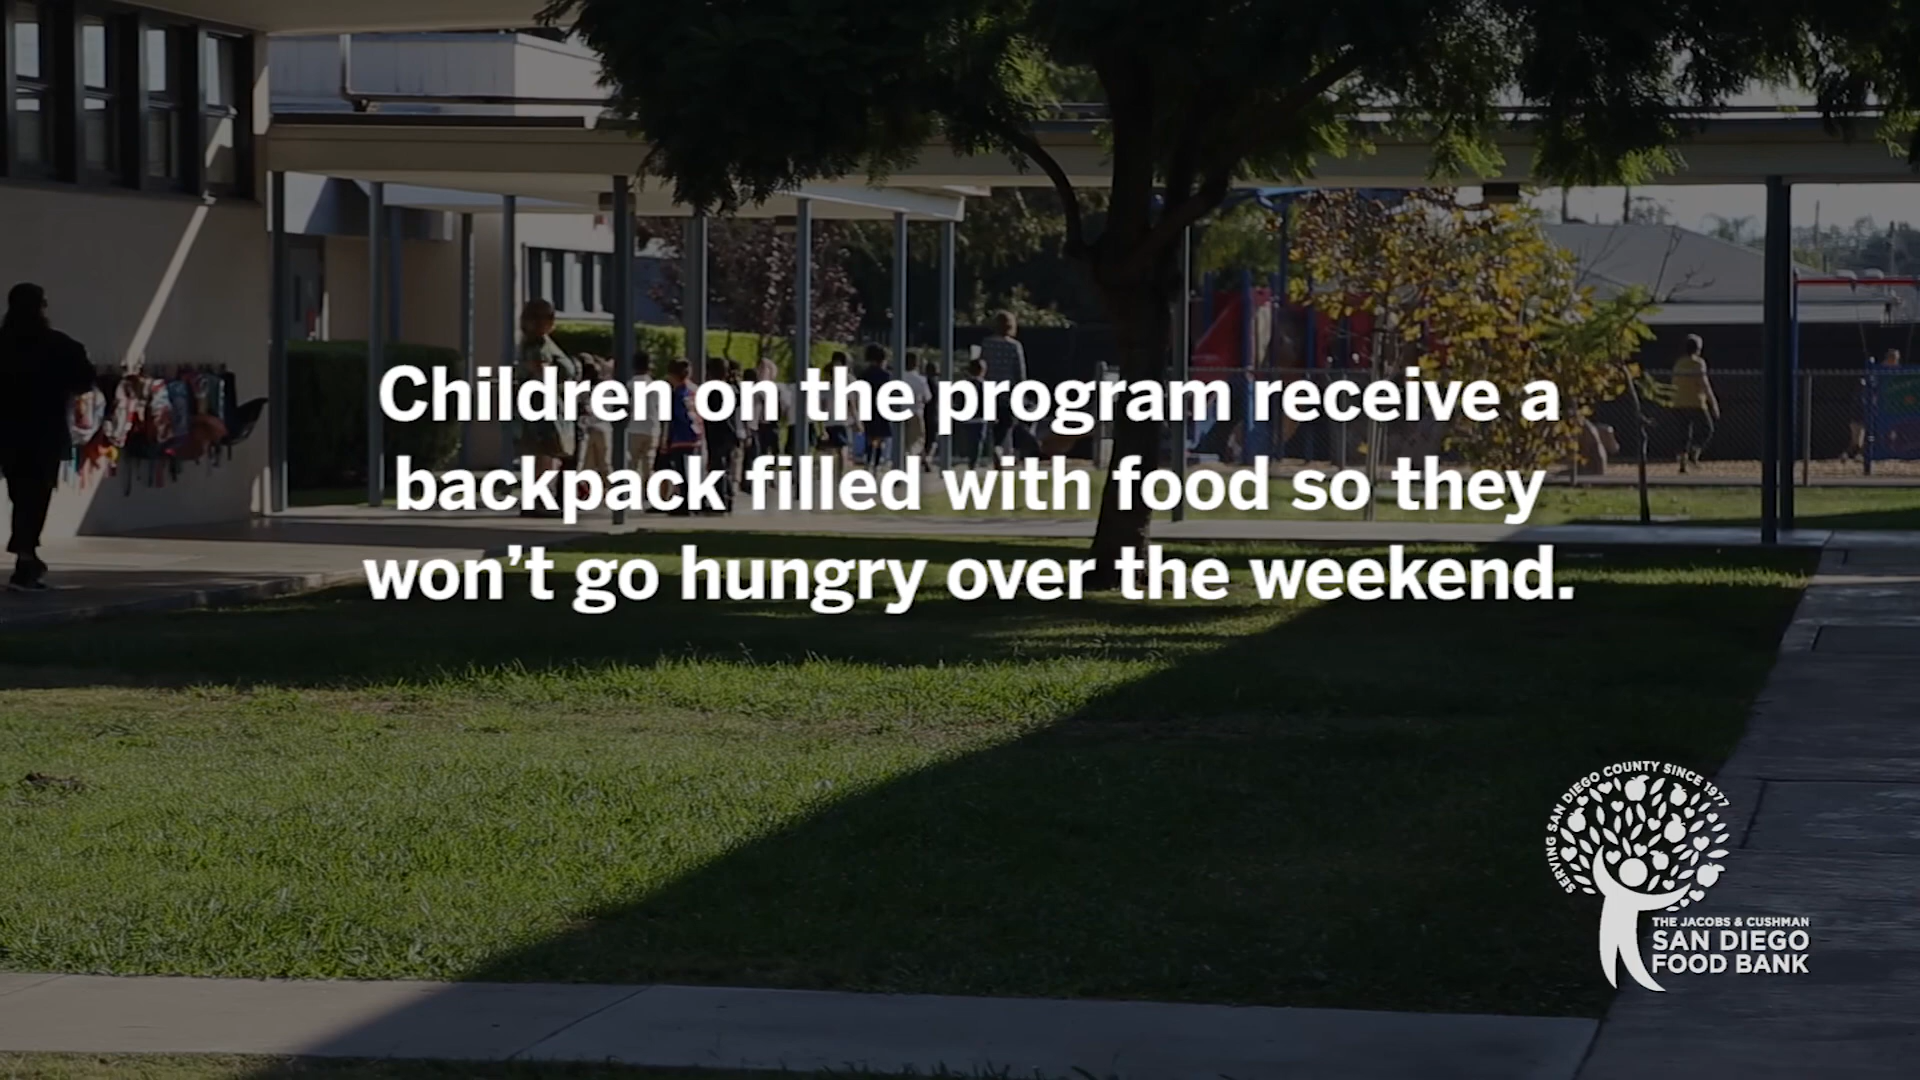 Children on the program receive a
backpack filled with food so they
won’t go hungry over the weekend.
SERVING SAN DIEGO COUNTY SINCE 1977
THE JACOBS & CUSHMAN
SAN DIEGO
FOOD BANK